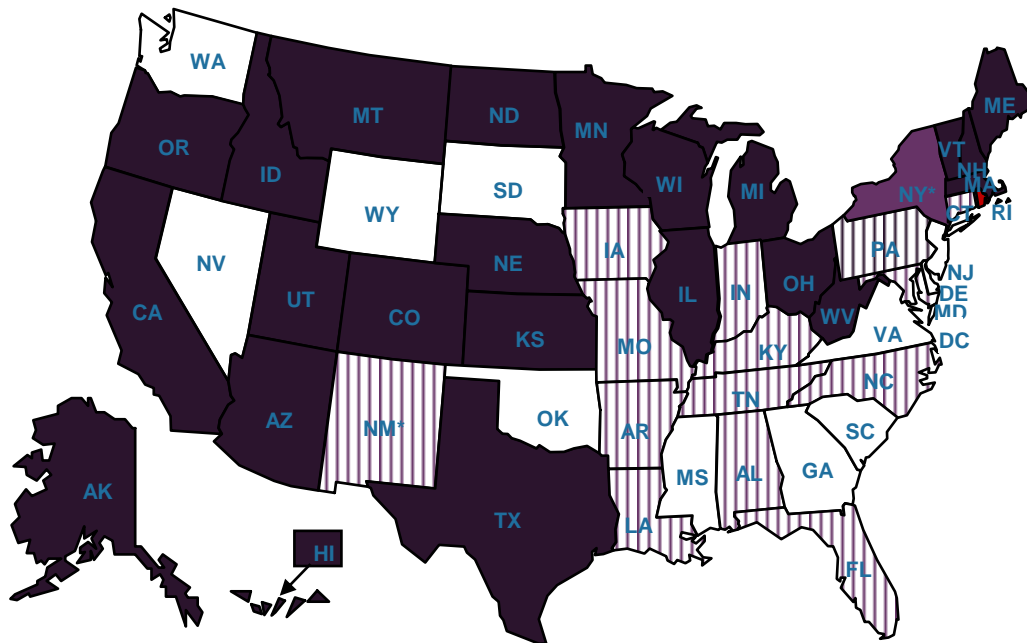 WA
ME
MT
ND
MN
OR
VT
ID
NH
WI
MI
MA
SD
NY*
WY
CT
RI
IA
PA
NE
NV
NJ
IL
IN
OH
DE
UT
CA
CO
MD
WV
KS
VA
DC
MO
KY
NC
TN
AZ
OK
NM*
AR
SC
MS
AL
GA
AK
TX
LA
HI
FL